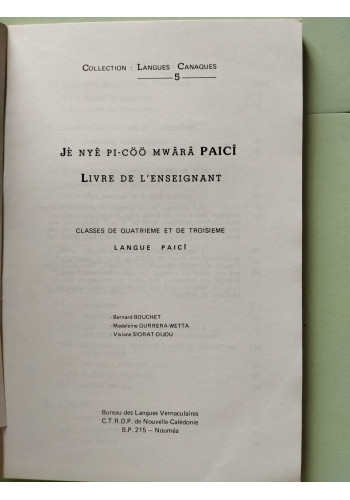 COLLECTION : LANGUES CANAQUES
5
JÈ NYÊ PI-CÖÖ MWÂRÂ PAICÎ
LIVRE DE L'ENSEIGNANT
CLASSES DE QUATRIEME ET DE TROISIEME
LANGUE PAICÎ
- Bernard BOUCHET
- Madeleine GURRERA-WETTA
- Viviane SIORAT-DIJOU
Bureau des Langues Vernaculaires
C.T.R.D.P. de Nouvelle-Calédonie
B.P. 215 – Nouméa